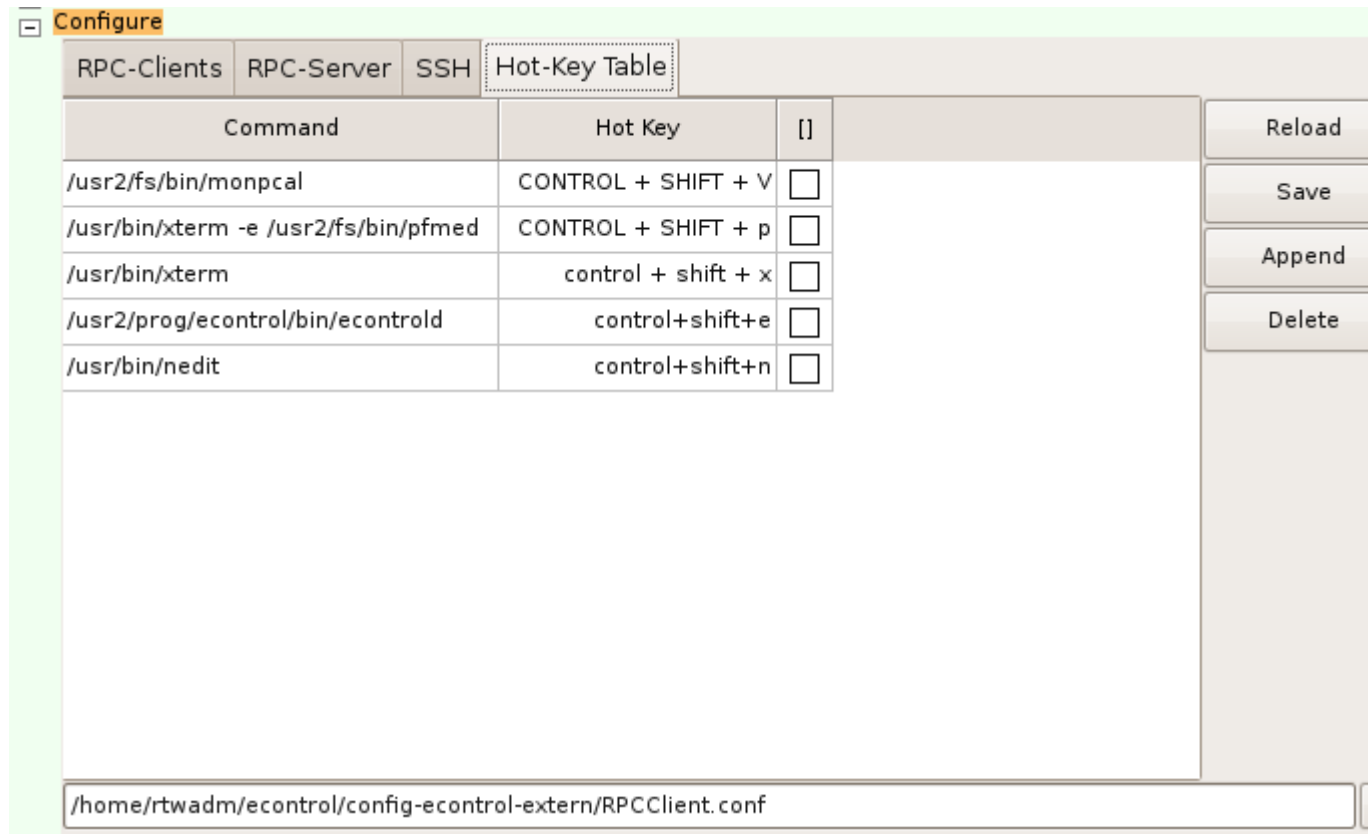 Configure
RPC-Clients RPC-Server SSH Hot-Key Table
Command Hot Key [] Reload
/usr2/fs/bin/monpcal CONTROL + SHIFT + V Save
/usr/bin/xterm -e /usr2/fs/bin/pfmed CONTROL + SHIFT + p Append
/usr/bin/xterm control + shift + x
/usr2/prog/econtrol/bin/econtrold control+shift+e Delete
/usr/bin/nedit control+shift+n
/home/rtwadm/econtrol/config-econtrol-extern/RPCClient.conf